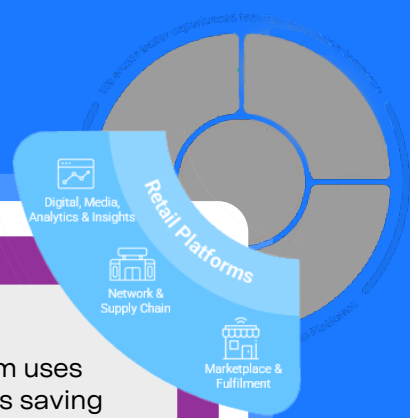 Digital, Media,
Analytics & Insights
Retail Platforms
Network &
Supply Chain
Marketplace &
Fulfilment
m uses
s saving